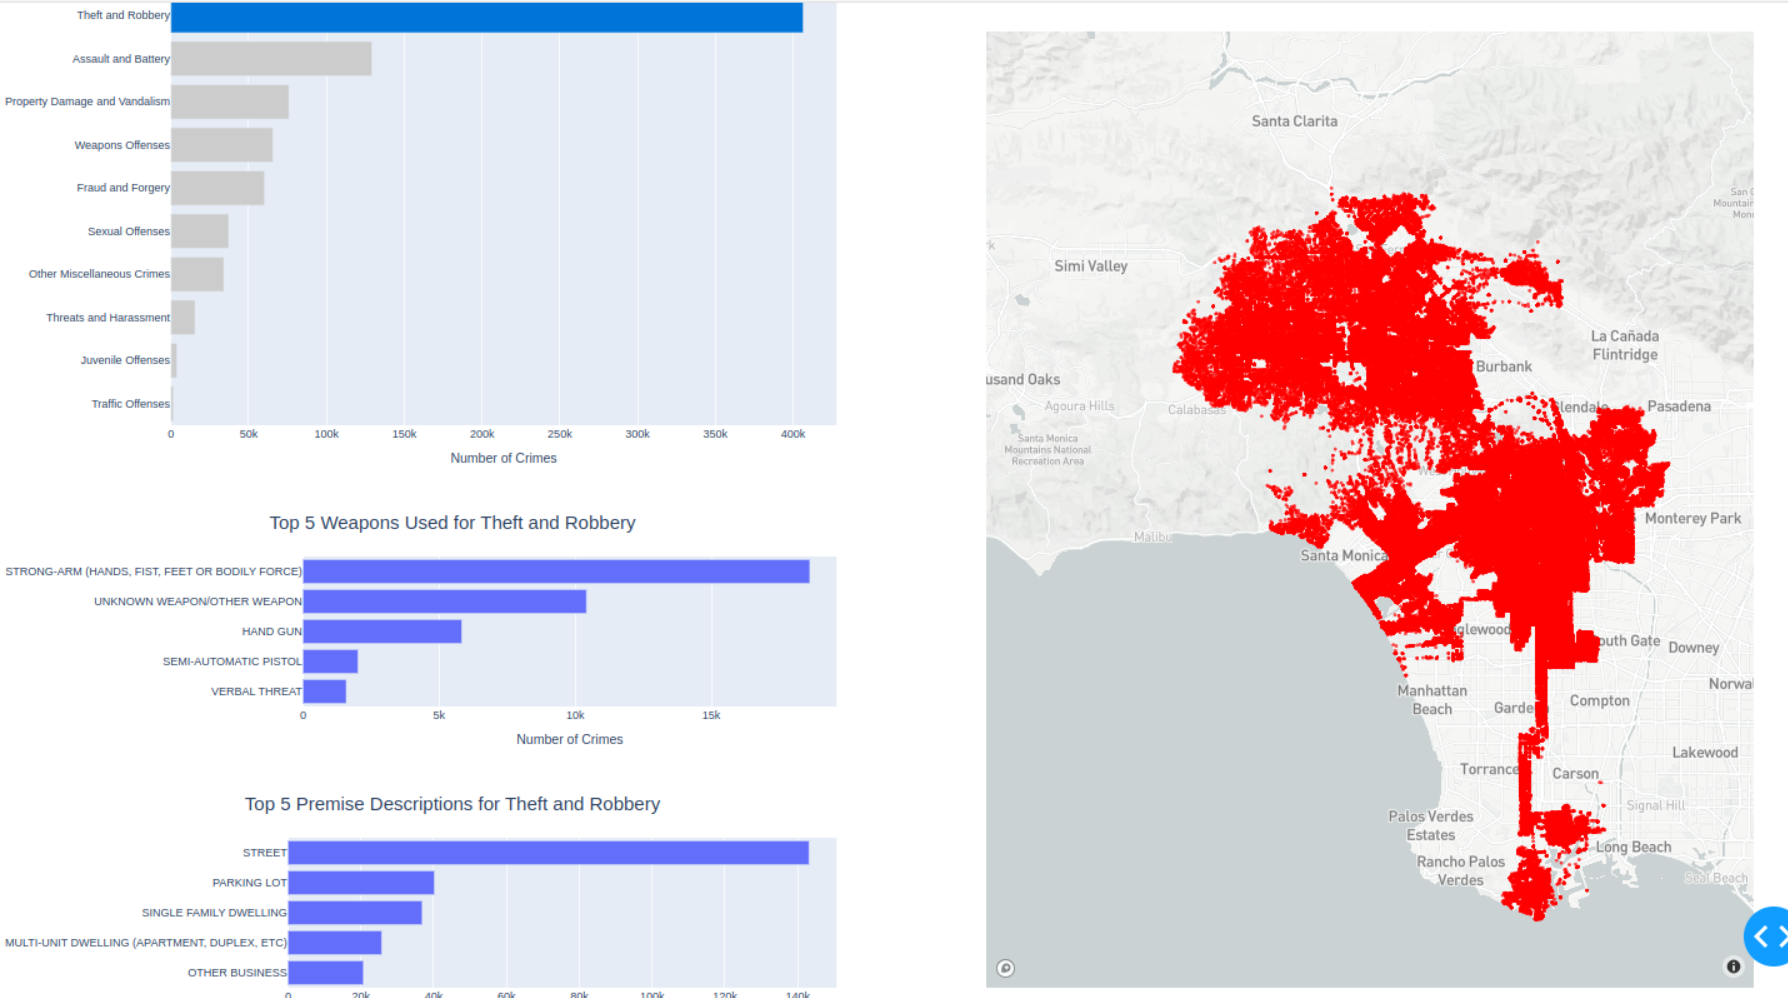 Theft and Robbery
Assault and Battery
Property Damage and Vandalism
Weapons Offenses
Fraud and Forgery
Sexual Offenses
Other Miscellaneous Crimes
Threats and Harassment
Juvenile Offenses
Traffic Offenses
0 50k 100k 150k 200k 250k 300k 350k 400k
Number of Crimes
Top 5 Weapons Used for Theft and Robbery
STRONG-ARM (HANDS, FIST, FEET OR BODILY FORCE)
UNKNOWN WEAPON/OTHER WEAPON
HAND GUN
SEMI-AUTOMATIC PISTOL
VERBAL THREAT
0 5k 10k 15k
Number of Crimes
Top 5 Premise Descriptions for Theft and Robbery
STREET
PARKING LOT
SINGLE FAMILY DWELLING
MULTI-UNIT DWELLING (APARTMENT, DUPLEX, ETC)
OTHER BUSINESS
0 20k 40k 60k 80k 100k 120k 140k
Santa Clarita
San
Mountain
Simi Valley
La Cañada
Flintridge
Burbank
usand Oaks
Agoura Hills
Calabasas
Glendale
Pasadena
Santa Monica
Mountains National
Recreation Area
Monterey Park
Malibu
Santa Monica
glewood
outh Gate
Downey
Manhattan
Beach
Norwa
Compton
Garde
Lakewood
Torrance
Carson
Signal Hill
Palos Verdes
Estates
Long Beach
Rancho Palos
Verdes
Seal Beach